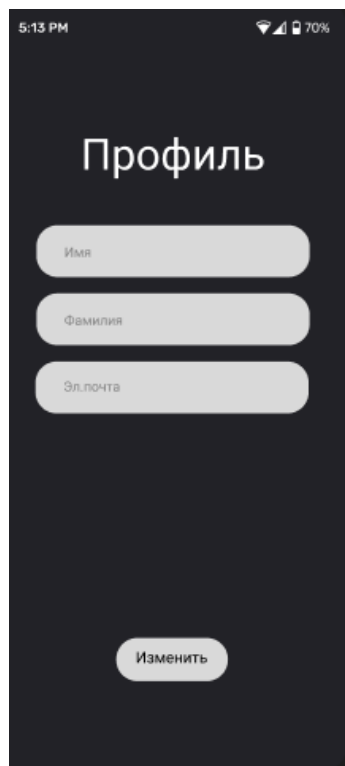 5:13 PM 70%
Профиль
Имя
Фамилия
Эл.почта
Изменить